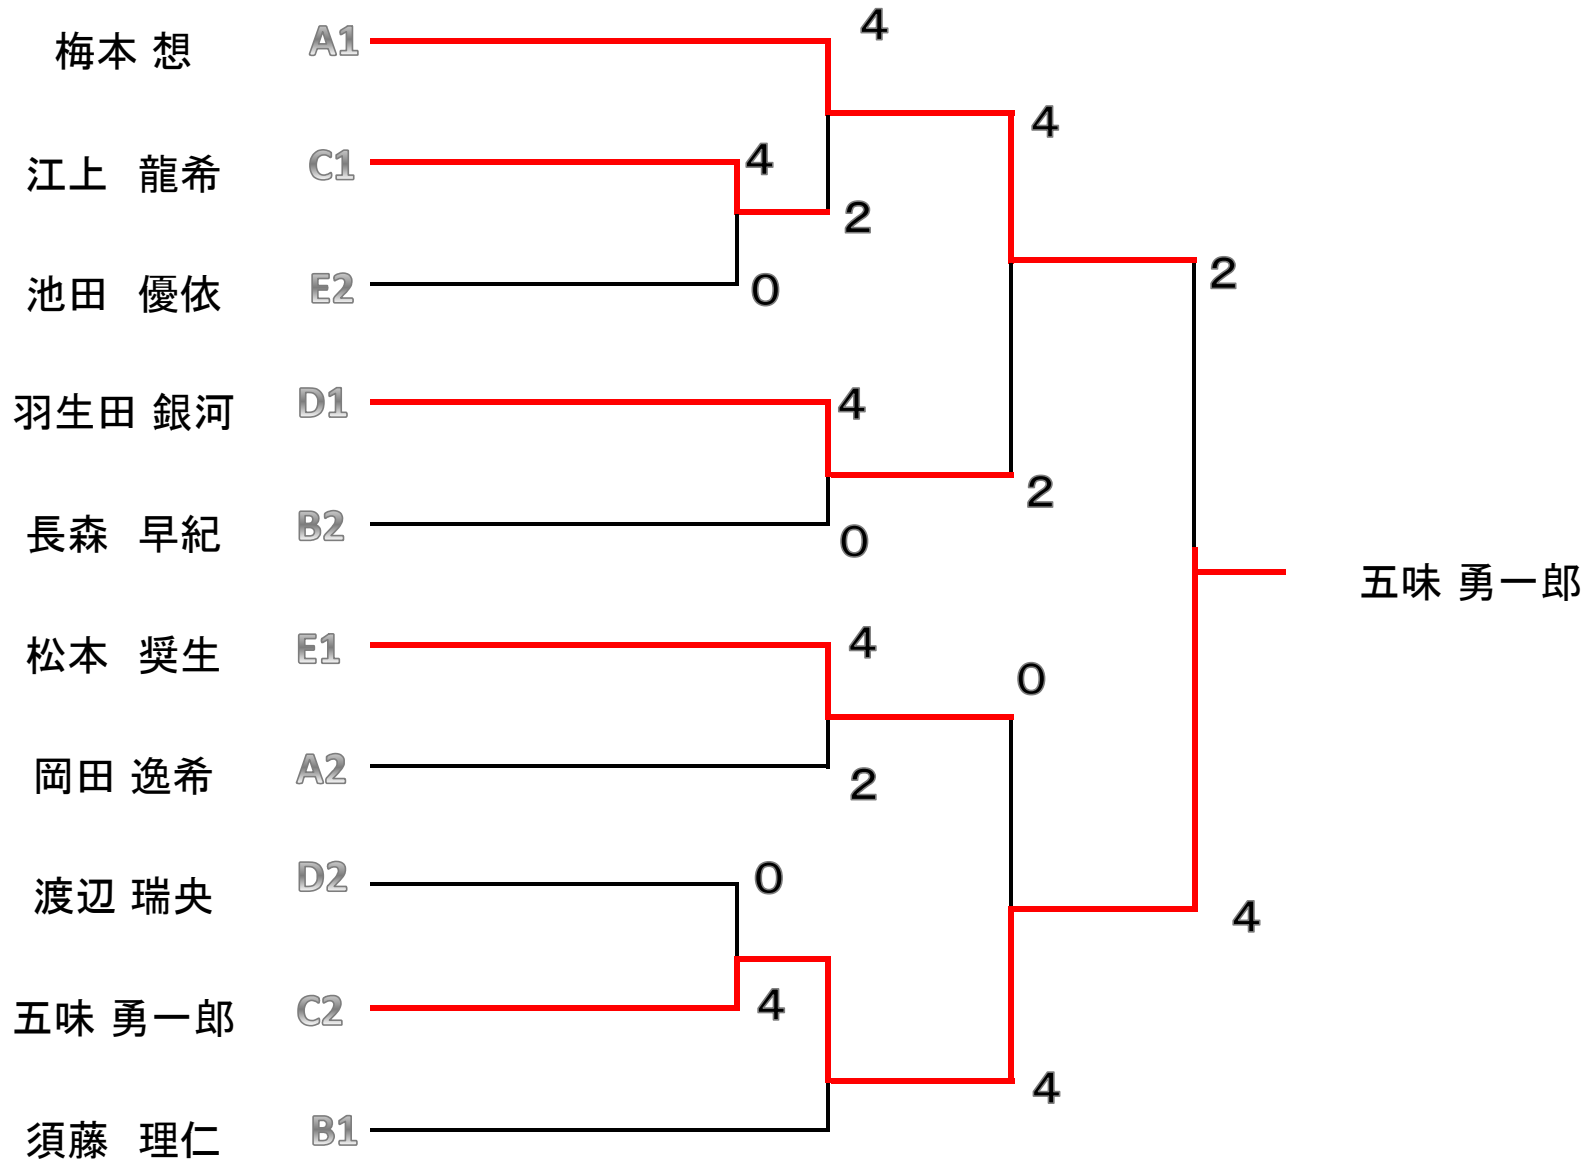 梅本 想 A1 4
4
江上 龍希 C1 4
2
池田 優依 E2 0
2
羽生田 銀河 D1 4
2
長森 早紀 B2 0
五味 勇一郎
松本 奨生 E1 4
0
岡田 逸希 A2 2
渡辺 瑞央 D2 0
4
五味 勇一郎 C2 4
4
須藤 理仁 B1